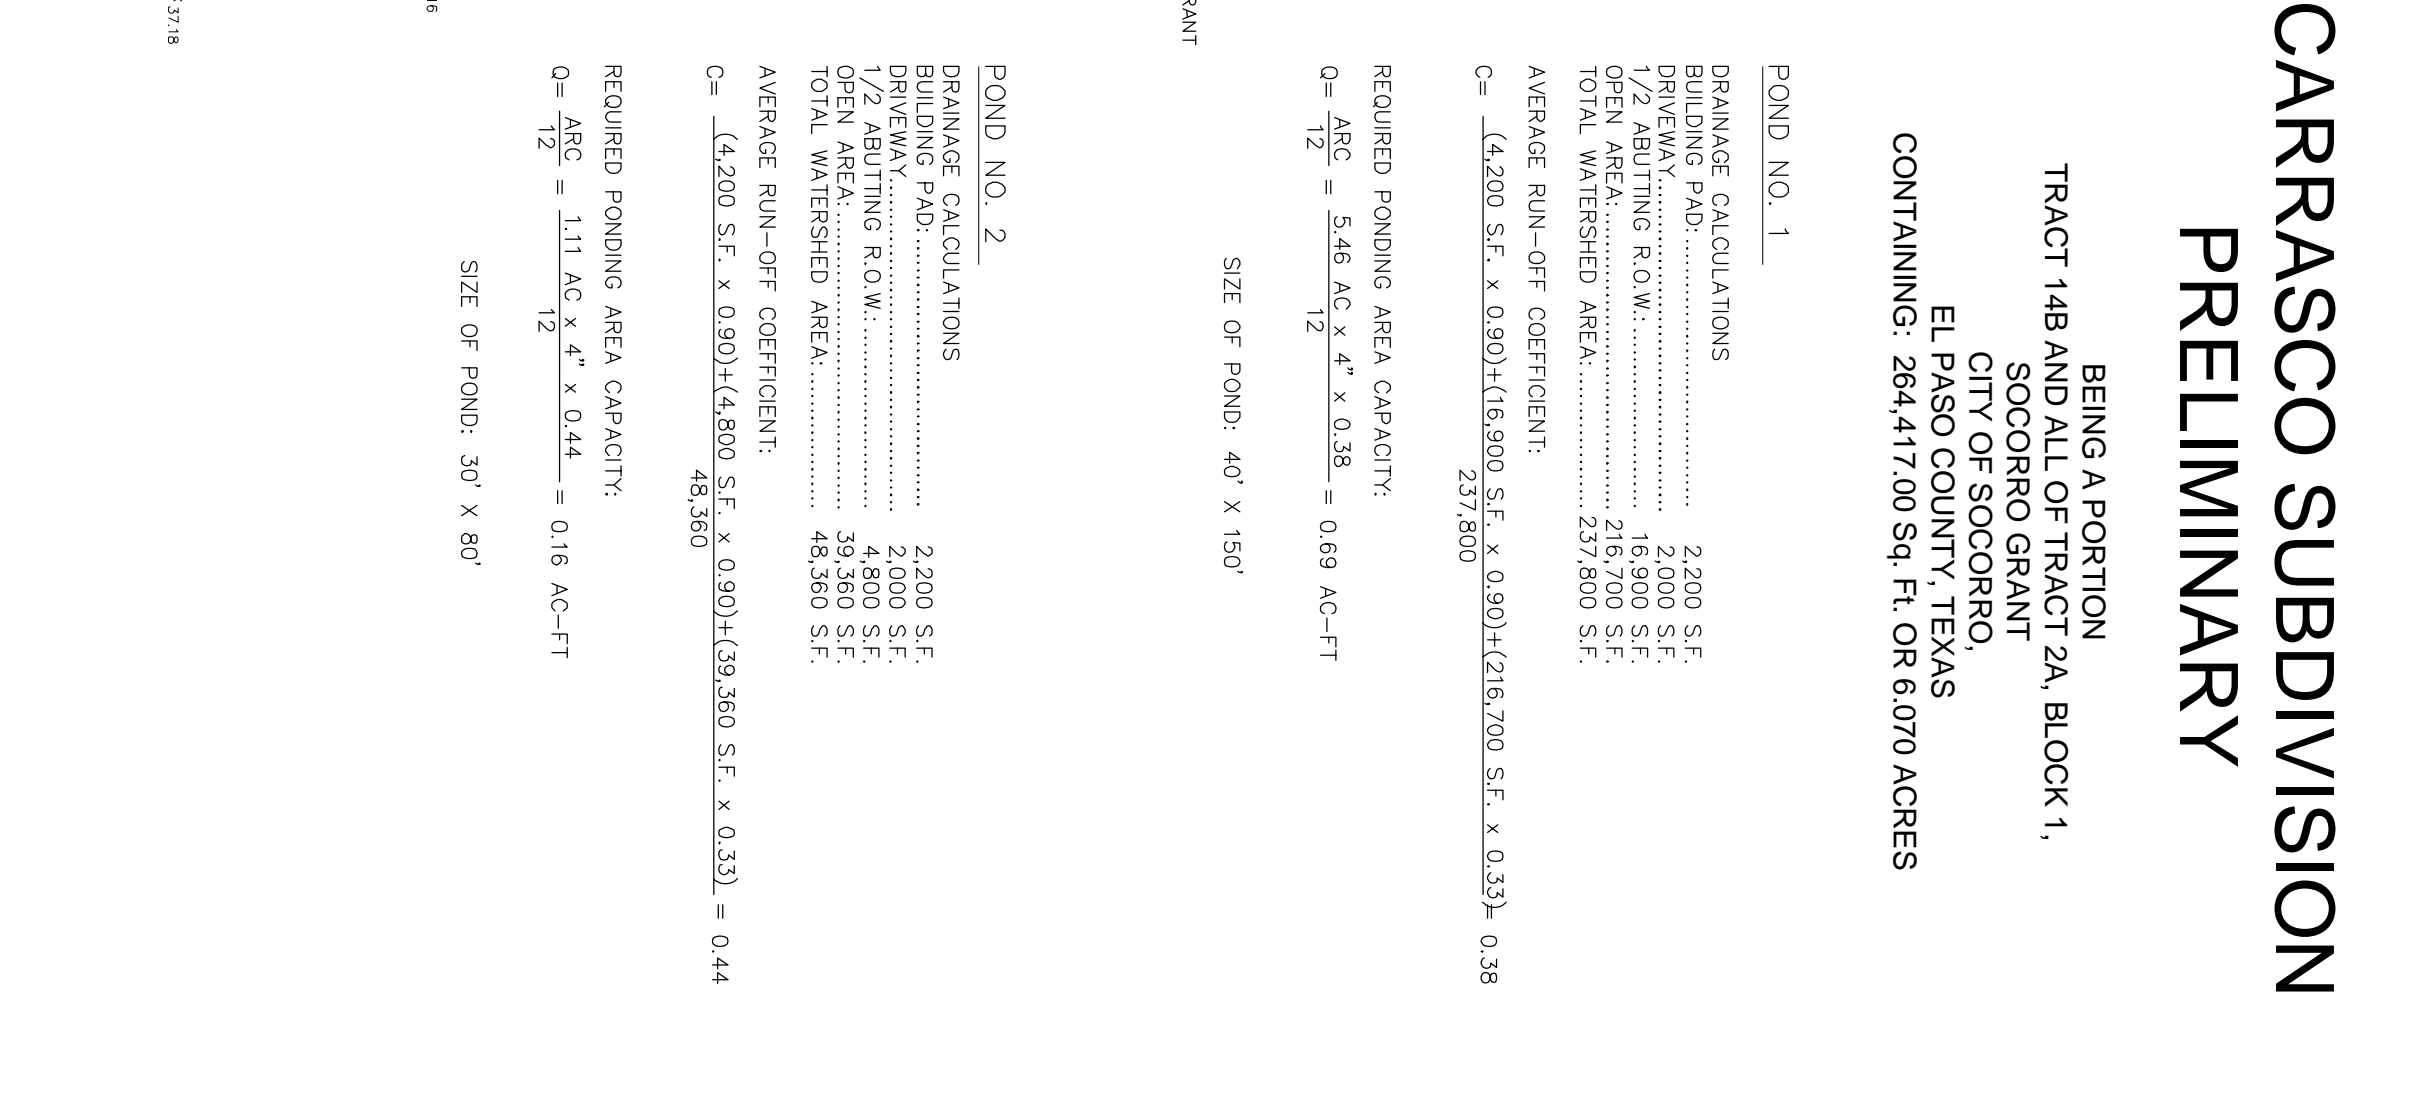 CARRASCO SUBDIVISION
PRELIMINARY
BEING A PORTION
TRACT 14B AND ALL OF TRACT 2A, BLOCK 1,
SOCORRO GRANT
CITY OF SOCORRO,
EL PASO COUNTY, TEXAS
CONTAINING: 264,417.00 Sq. Ft. OR 6.070 ACRES
POND NO. 1
DRAINAGE CALCULATIONS
BUILDING PAD:........................................ 2,200 S.F.
DRIVEWAY.................................................. 2,000 S.F.
1/2 ABUTTING R.O.W.:........................... 16,900 S.F.
OPEN AREA:............................................. 216,700 S.F.
TOTAL WATERSHED AREA:.................... 237,800 S.F.
AVERAGE RUN-OFF COEFFICIENT:
C= (4,200 S.F. x 0.90)+(16,900 S.F. x 0.90)+(216,700 S.F. x 0.33)= 0.38
237,800
REQUIRED PONDING AREA CAPACITY:
Q= ARC = 5.46 AC x 4” x 0.38 = 0.69 AC-FT
12 12
SIZE OF POND: 40’ X 150’
RANT
POND NO. 2
DRAINAGE CALCULATIONS
BUILDING PAD:........................................ 2,200 S.F.
DRIVEWAY.................................................. 2,000 S.F.
1/2 ABUTTING R.O.W.:........................... 4,800 S.F.
OPEN AREA:............................................. 39,360 S.F.
TOTAL WATERSHED AREA:.................... 48,360 S.F.
AVERAGE RUN-OFF COEFFICIENT:
C= (4,200 S.F. x 0.90)+(4,800 S.F. x 0.90)+(39,360 S.F. x 0.33) = 0.44
48,360
REQUIRED PONDING AREA CAPACITY:
Q= ARC = 1.11 AC x 4” x 0.44 = 0.16 AC-FT
12 12
SIZE OF POND: 30’ X 80’
16
37.18